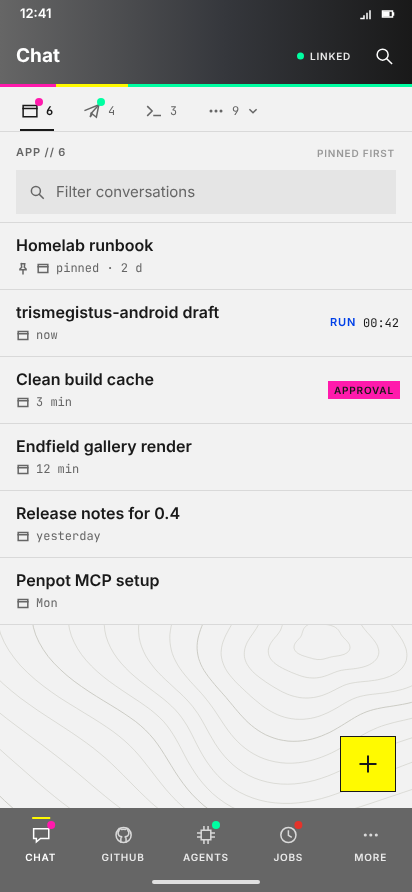 12:41
Chat
LINKED
6
4
3
9
APP // 6
PINNED FIRST
Filter conversations
Homelab runbook
pinned · 2 d
trismegistus-android draft
now
RUN 00:42
Clean build cache
3 min
APPROVAL
Endfield gallery render
12 min
Release notes for 0.4
yesterday
Penpot MCP setup
Mon
CHAT
GITHUB
AGENTS
JOBS
MORE